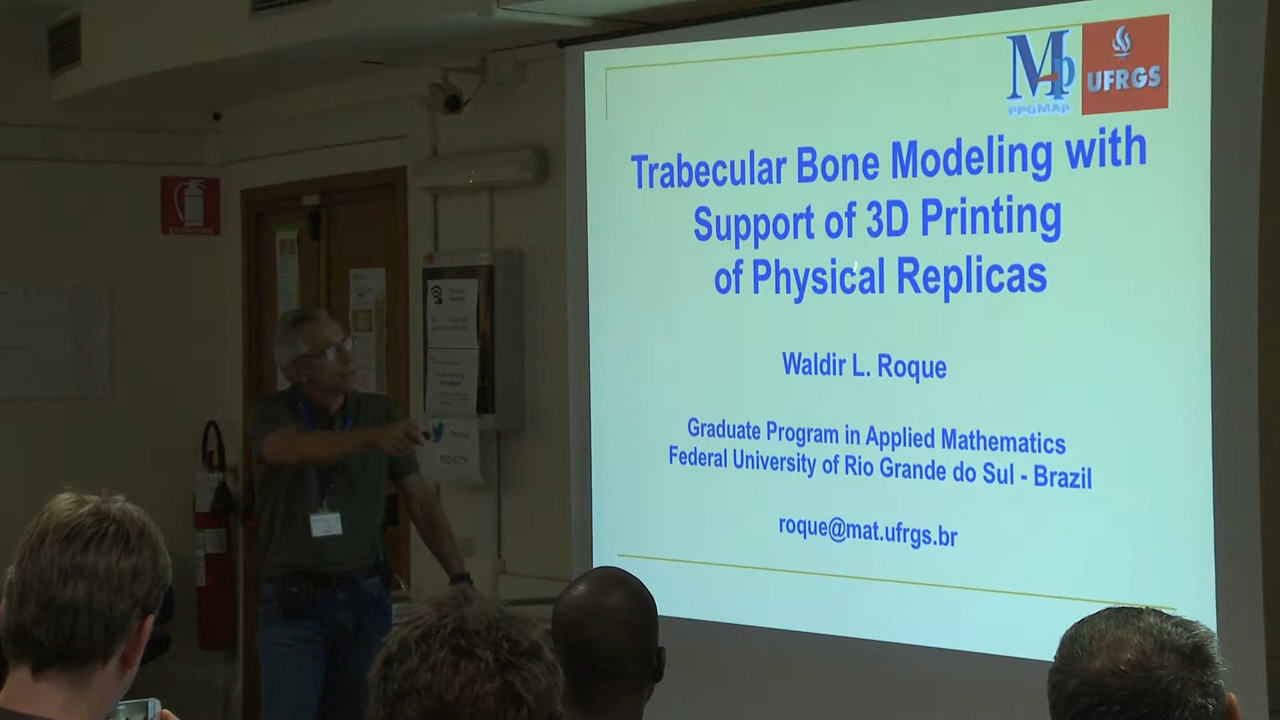 Mp
PPGMAp
UFRGS
Trabecular Bone Modeling with
Support of 3D Printing
of Physical Replicas
Waldir L. Roque
Graduate Program in Applied Mathematics
Federal University of Rio Grande do Sul - Brazil
roque@mat.ufrgs.br
ESTINTORE